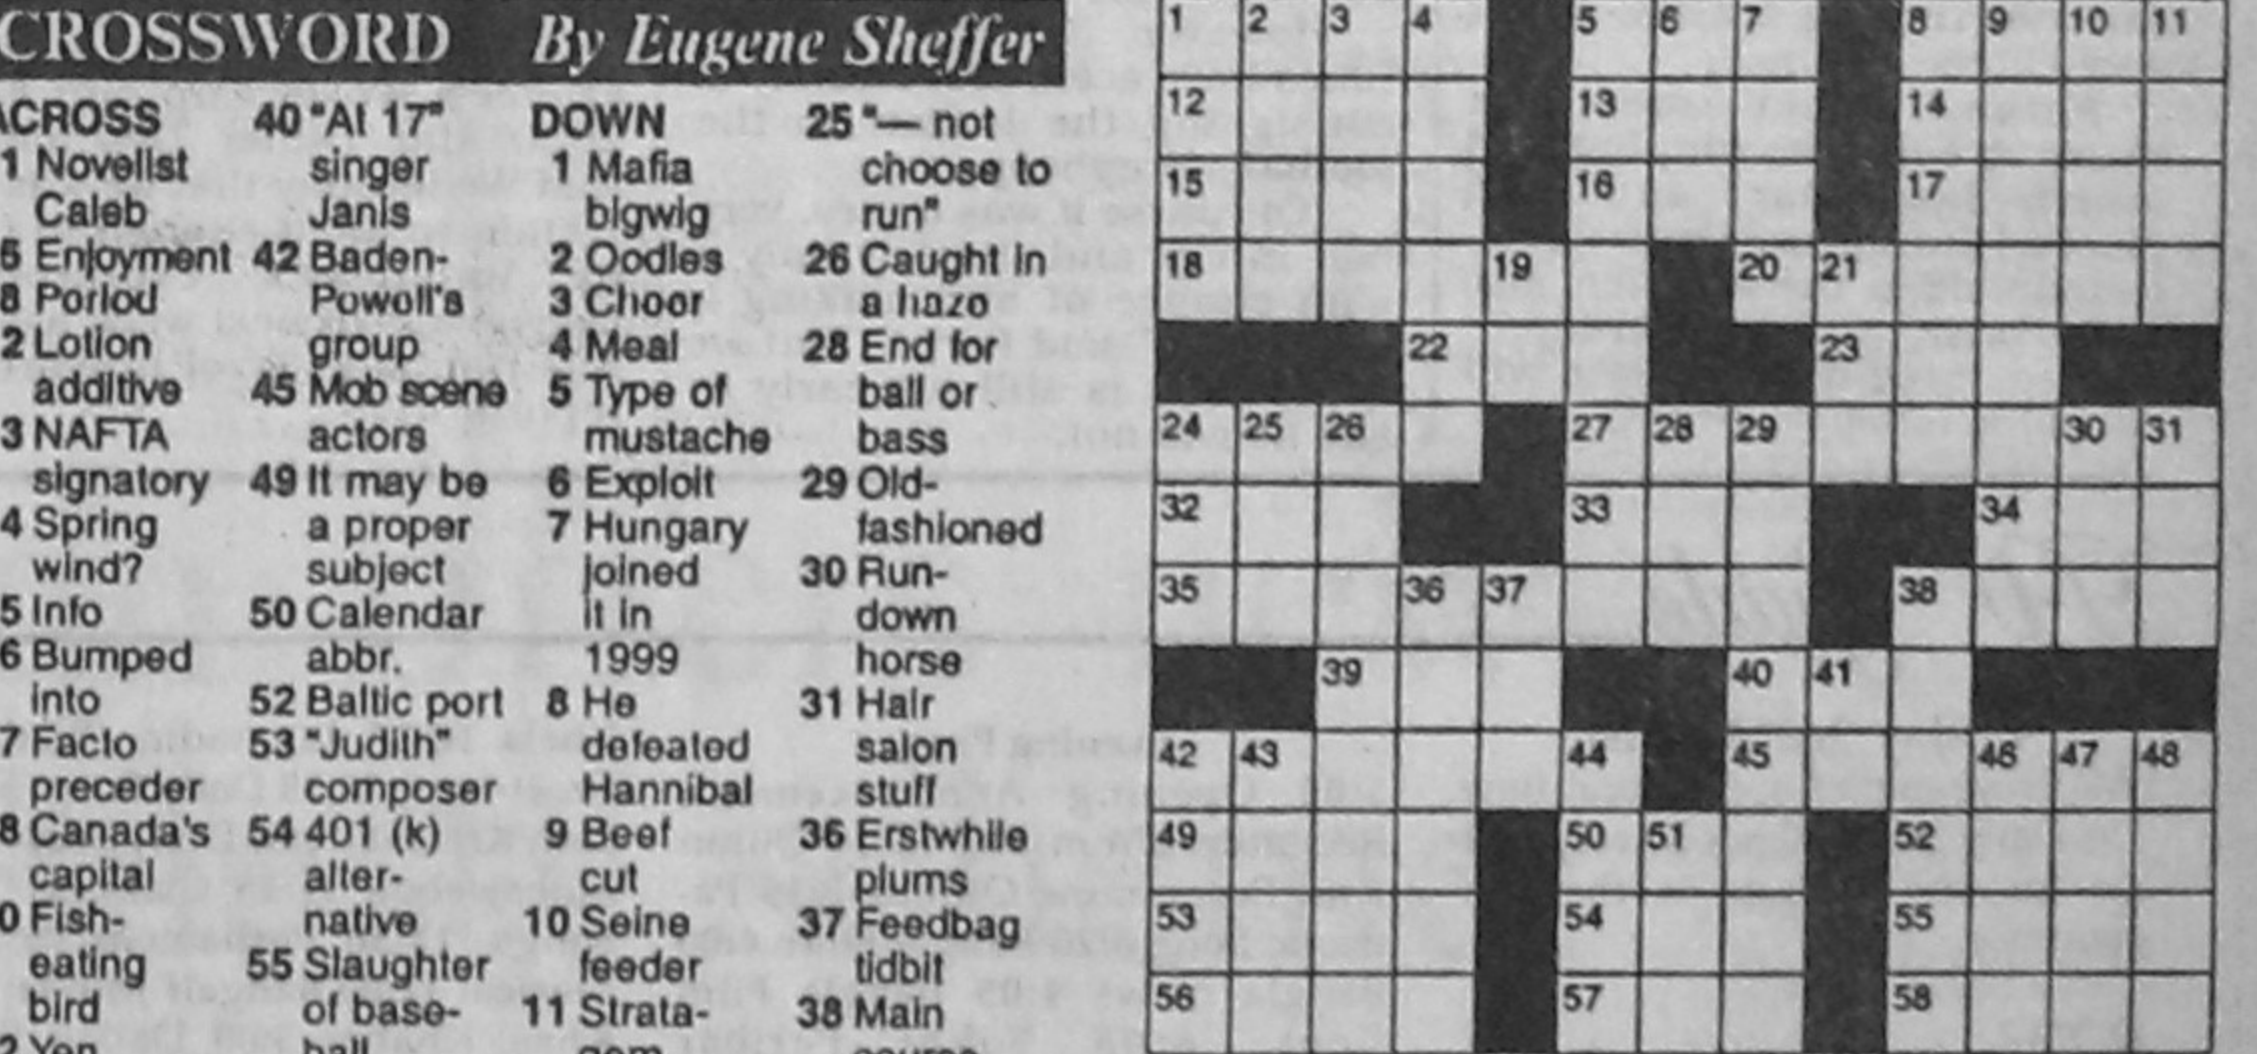 CROSSWORD By Eugene Sheffer
ACROSS
1 Novelist
Caleb
5 Enjoyment
8 Period
2 Lotion
additive
3 NAFTA
signatory
4 Spring
wind?
5 Info
6 Bumped
into
7 Facto
preceder
8 Canada's
capital
0 Fish-
eating
bird
2 Yen
40 "At 17"
singer
Janis
42 Baden-
Powell's
group
45 Mob scene
actors
49 It may be
a proper
subject
50 Calendar
abbr.
52 Baltic port
53 "Judith"
composer
54 401 (k)
alter-
native
55 Slaughter
of base-
ball
DOWN
1 Mafia
bigwig
2 Oodles
3 Cheer
4 Meal
5 Type of
mustache
6 Exploit
7 Hungary
joined
it in
1999
8 He
defeated
Hannibal
9 Beef
cut
10 Seine
feeder
11 Strata-
gem
25 "— not
choose to
run"
26 Caught in
a haze
28 End for
ball or
bass
29 Old-
fashioned
30 Run-
down
horse
31 Hair
salon
stuff
36 Erstwhile
plums
37 Feedbag
tidbit
38 Main
course
1 2 3 4 5 6 7 8 9 10 11
12 13 14
15 16 17
18 19 20 21
22 23
24 25 26 27 28 29 30 31
32 33 34
35 36 37 38
39 40 41
42 43 44 45 46 47 48
49 50 51 52
53 54 55
56 57 58